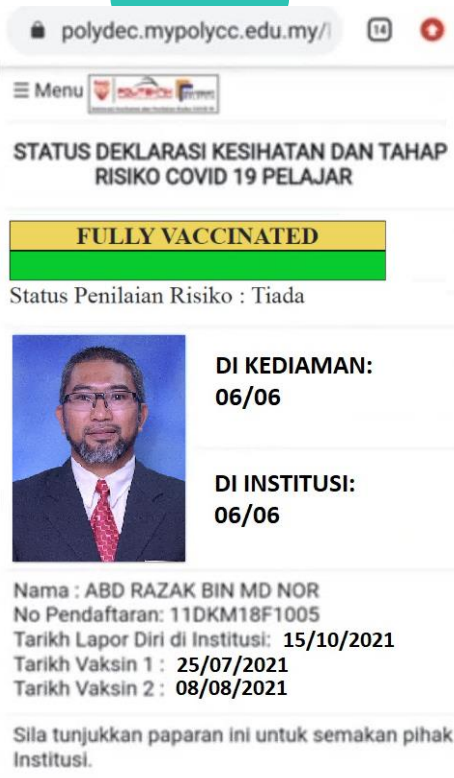 polydec.mypolycc.edu.my/
14
Menu
STATUS DEKLARASI KESIHATAN DAN TAHAP
RISIKO COVID 19 PELAJAR
FULLY VACCINATED
Status Penilaian Risiko : Tiada
DI KEDIAMAN:
06/06
DI INSTITUSI:
06/06
Nama : ABD RAZAK BIN MD NOR
No Pendaftaran: 11DKM18F1005
Tarikh Lapor Diri di Institusi: 15/10/2021
Tarikh Vaksin 1 : 25/07/2021
Tarikh Vaksin 2 : 08/08/2021
Sila tunjukkan paparan ini untuk semakan pihak
Institusi.